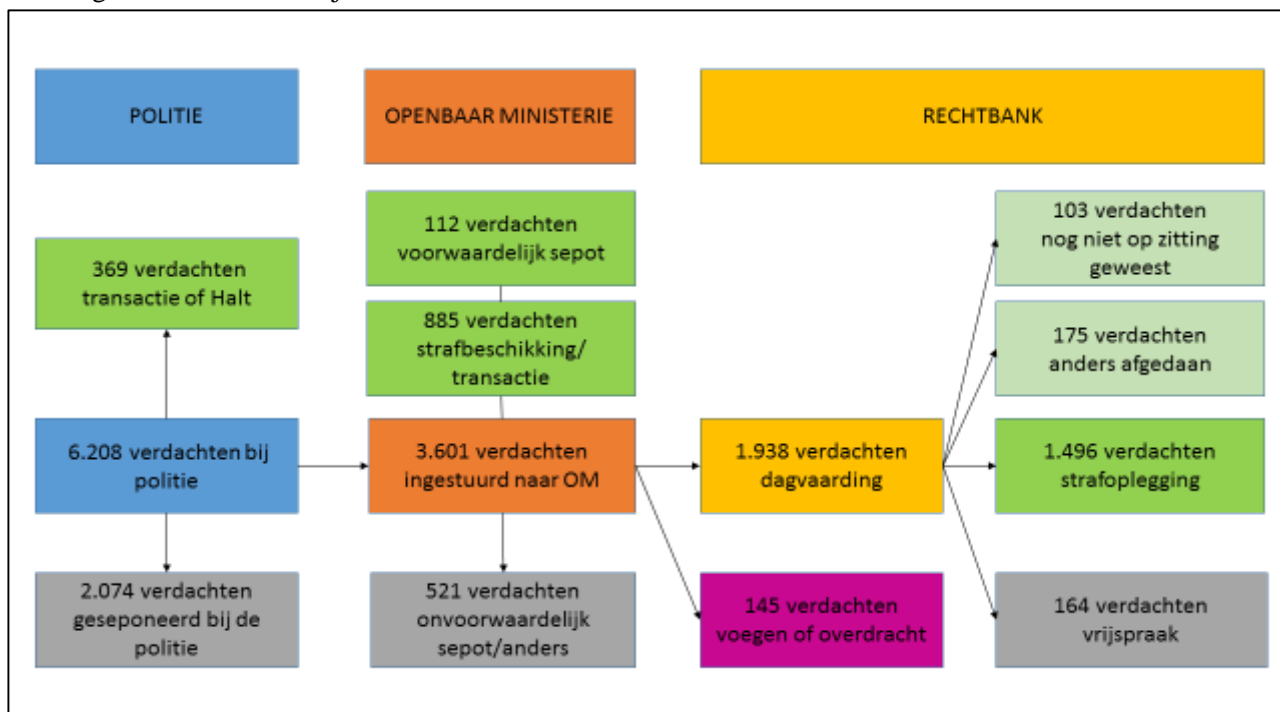 POLITIE
OPENBAAR MINISTERIE
RECHTBANK
369 verdachten
transactie of Halt
6.208 verdachten bij
politie
2.074 verdachten
geseponeerd bij de
politie
112 verdachten
voorwaardelijk sepot
885 verdachten
strafbeschikking/
transactie
3.601 verdachten
ingestuurd naar OM
521 verdachten
onvoorwaardelijk
sepot/anders
1.938 verdachten
dagvaarding
145 verdachten
voegen of overdracht
103 verdachten
nog niet op zitting
geweest
175 verdachten
anders afgedaan
1.496 verdachten
strafoplegging
164 verdachten
vrijspraak